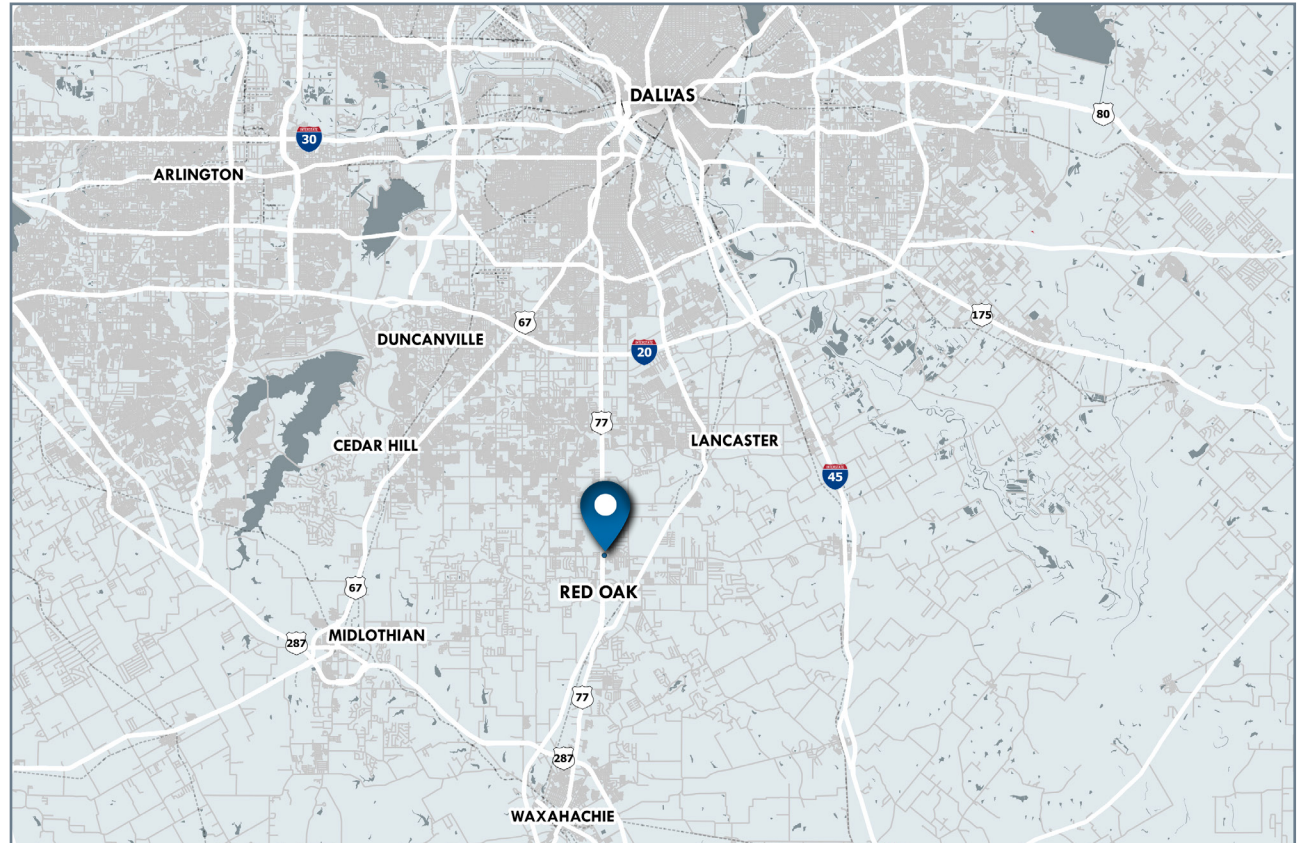 DALLAS
80
30
ARLINGTON
175
67
DUNCANVILLE
20
77
LANCASTER
CEDAR HILL
45
67
RED OAK
MIDLOTHIAN
287
77
287
WAXAHACHIE